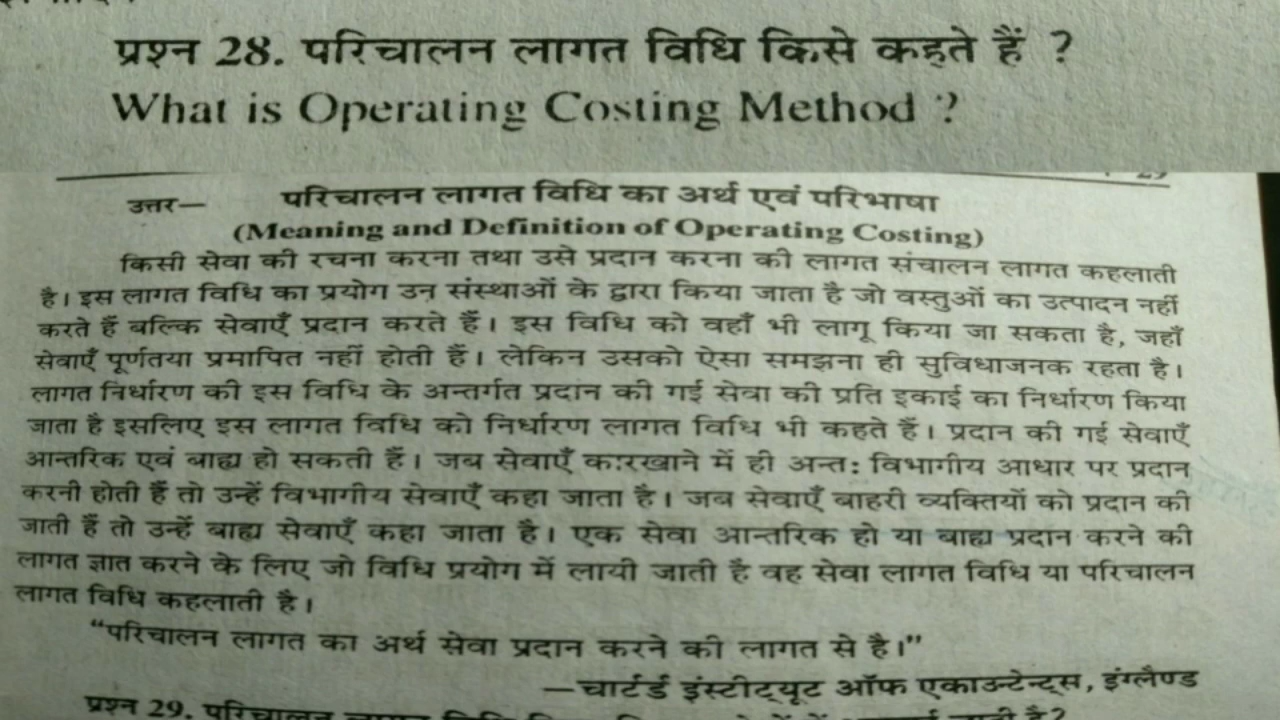 प्रश्न 28. परिचालन लागत विधि किसे कहते हैं ?
What is Operating Costing Method ?
29
उत्तर— परिचालन लागत विधि का अर्थ एवं परिभाषा
(Meaning and Definition of Operating Costing)
किसी सेवा की रचना करना तथा उसे प्रदान करना की लागत संचालन लागत कहलाती
है। इस लागत विधि का प्रयोग उन संस्थाओं के द्वारा किया जाता है जो वस्तुओं का उत्पादन नहीं
करते हैं बल्कि सेवाएँ प्रदान करते हैं। इस विधि को वहाँ भी लागू किया जा सकता है, जहाँ
सेवाएँ पूर्णतया प्रमापित नहीं होती हैं। लेकिन उसको ऐसा समझना ही सुविधाजनक रहता है।
लागत निर्धारण की इस विधि के अन्तर्गत प्रदान की गई सेवा की प्रति इकाई का निर्धारण किया
जाता है इसलिए इस लागत विधि को निर्धारण लागत विधि भी कहते हैं। प्रदान की गई सेवाएँ
आन्तरिक एवं बाह्य हो सकती हैं। जब सेवाएँ कारखाने में ही अन्तः विभागीय आधार पर प्रदान
करनी होती हैं तो उन्हें विभागीय सेवाएँ कहा जाता है। जब सेवाएँ बाहरी व्यक्तियों को प्रदान की
जाती हैं तो उन्हें बाह्य सेवाएँ कहा जाता है। एक सेवा आन्तरिक हो या बाह्य प्रदान करने की
लागत ज्ञात करने के लिए जो विधि प्रयोग में लायी जाती है वह सेवा लागत विधि या परिचालन
लागत विधि कहलाती है।
“परिचालन लागत का अर्थ सेवा प्रदान करने की लागत से है।”
—चार्टर्ड इंस्टीट्यूट ऑफ एकाउन्टेन्ट्स, इंग्लैण्ड
प्रश्न 29. परिचालन लागत